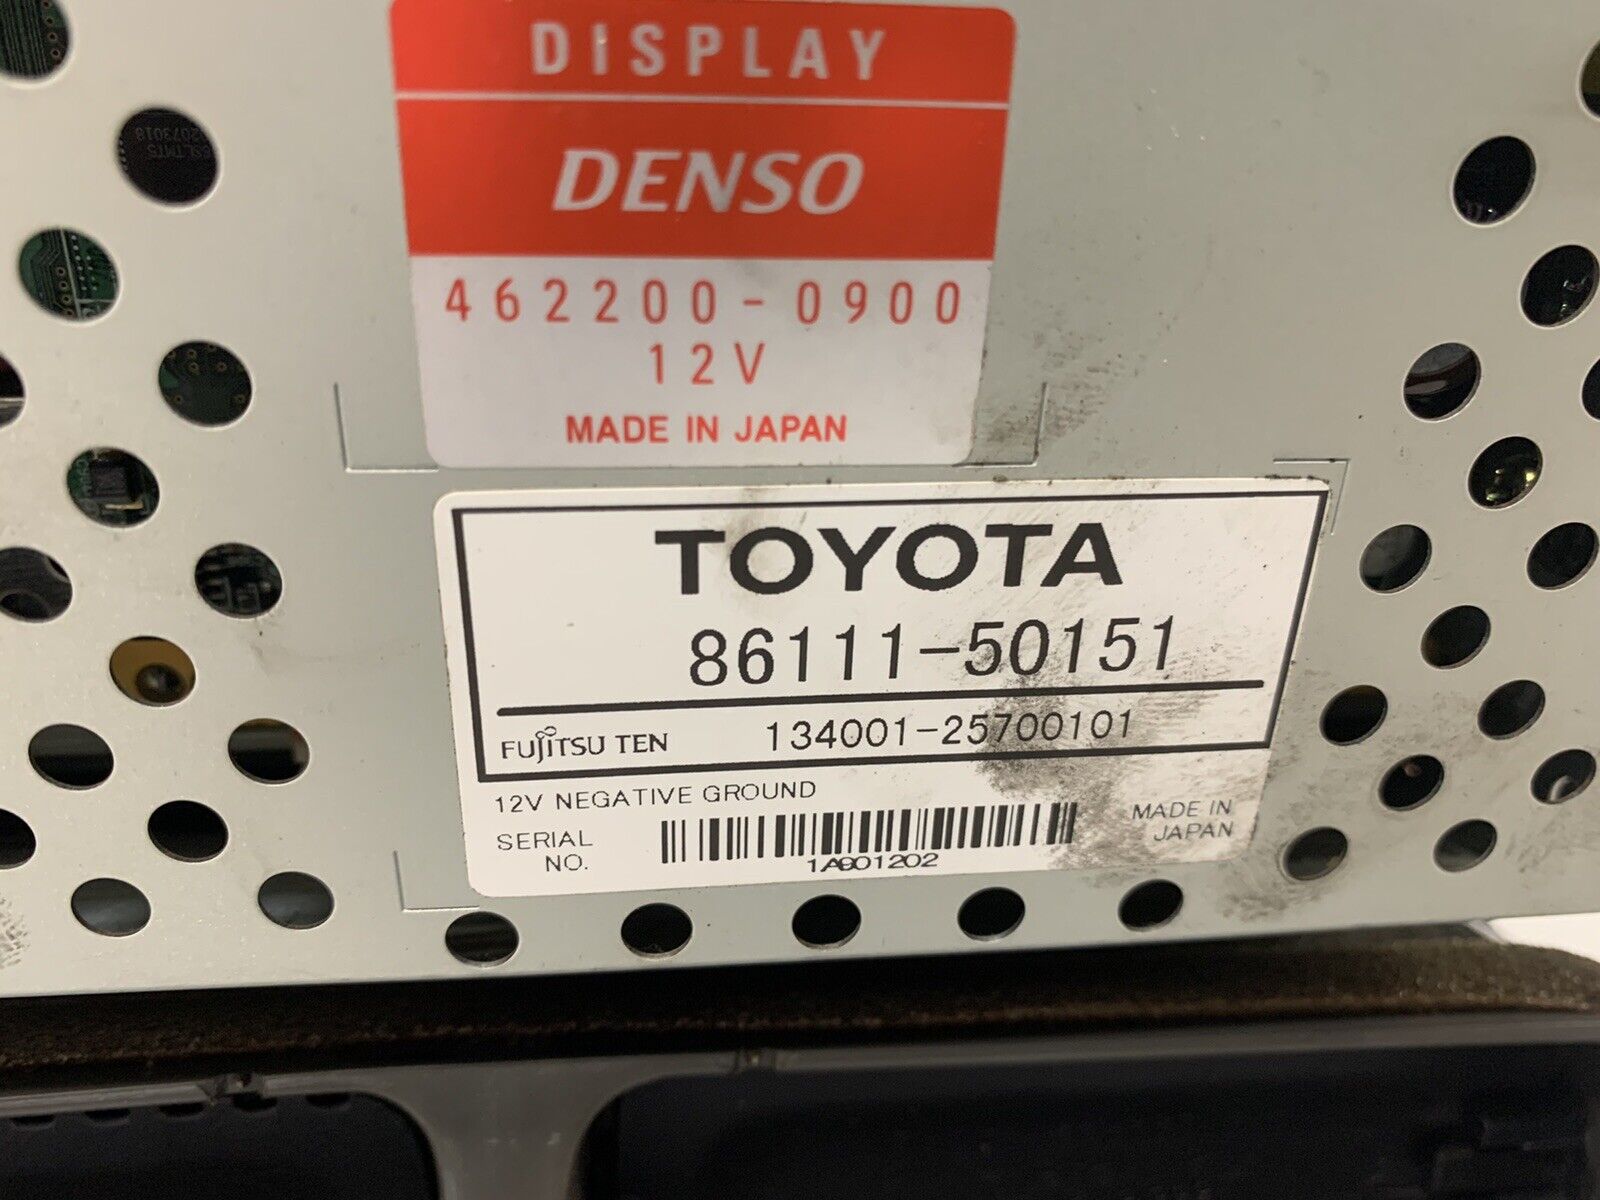 DISPLAY
DENSO
462200-0900
12V
MADE IN JAPAN
TOYOTA
86111-50151
FUJITSU TEN 134001-25700101
12V NEGATIVE GROUND
SERIAL NO.
1A901202
MADE IN JAPAN